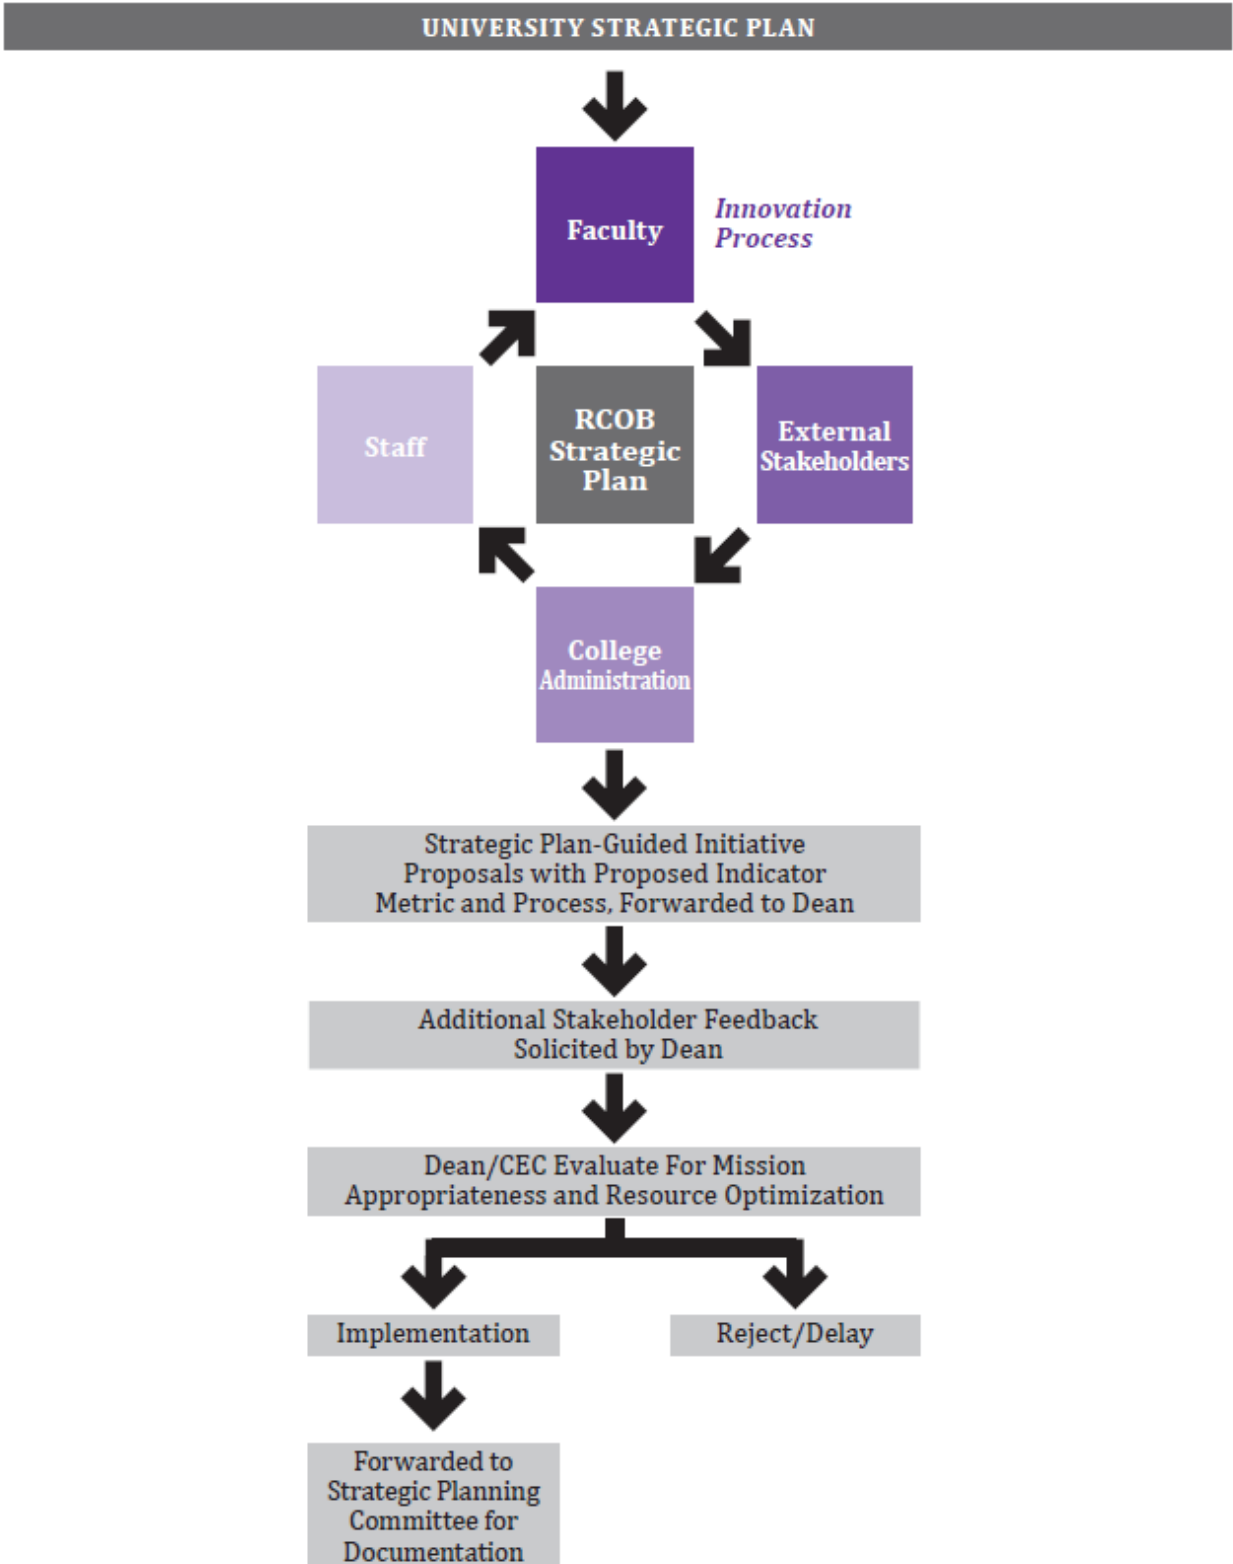 UNIVERSITY STRATEGIC PLAN
Faculty
Innovation
Process
Staff
RCOB
Strategic
Plan
External
Stakeholders
College
Administration
Strategic Plan-Guided Initiative
Proposals with Proposed Indicator
Metric and Process, Forwarded to Dean
Additional Stakeholder Feedback
Solicited by Dean
Dean/CEC Evaluate For Mission
Appropriateness and Resource Optimization
Implementation
Reject/Delay
Forwarded to
Strategic Planning
Committee for
Documentation